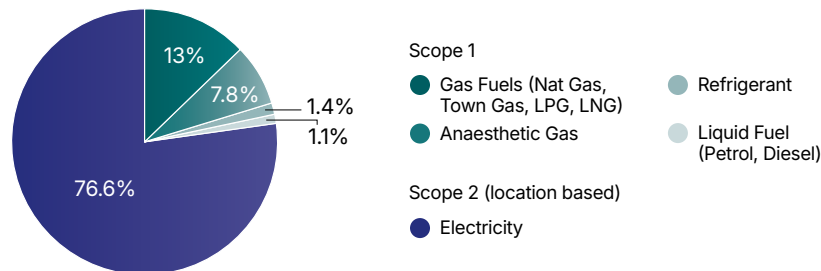 13%
7.8%
1.4%
1.1%
76.6%
Scope 1
Gas Fuels (Nat Gas,
Town Gas, LPG, LNG)
Anaesthetic Gas
Refrigerant
Liquid Fuel
(Petrol, Diesel)
Scope 2 (location based)
Electricity